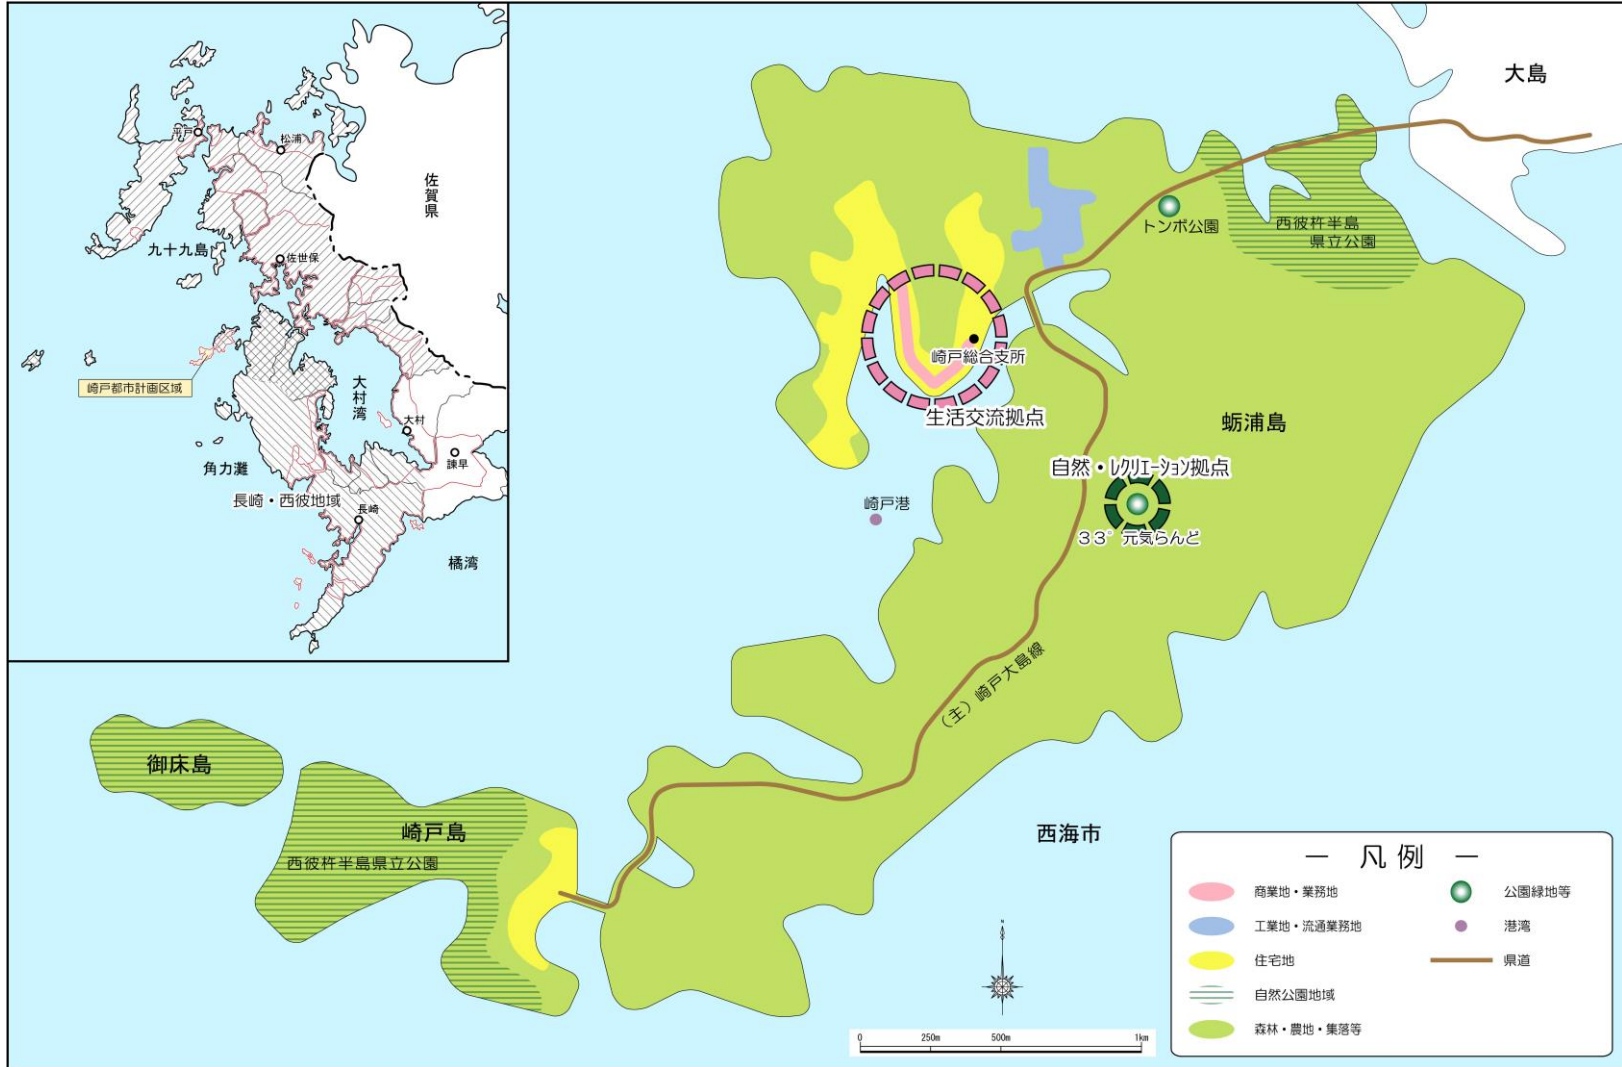 平戸
松浦
佐賀県
九十九島
佐世保
崎戸都市計画区域
大村湾
大村
諫早
角力灘
長崎・西彼地域
長崎
橘湾
大島
トンボ公園
西彼杵半島
県立公園
崎戸総合支所
生活交流拠点
蛎浦島
自然・レクリエーション拠点
33°元気らんど
崎戸港
(主)崎戸大島線
御床島
崎戸島
西彼杵半島県立公園
西海市
N
0 250m 500m 1km
― 凡例 ―
商業地・業務地
工業地・流通業務地
住宅地
自然公園地域
森林・農地・集落等
公園緑地等
港湾
県道